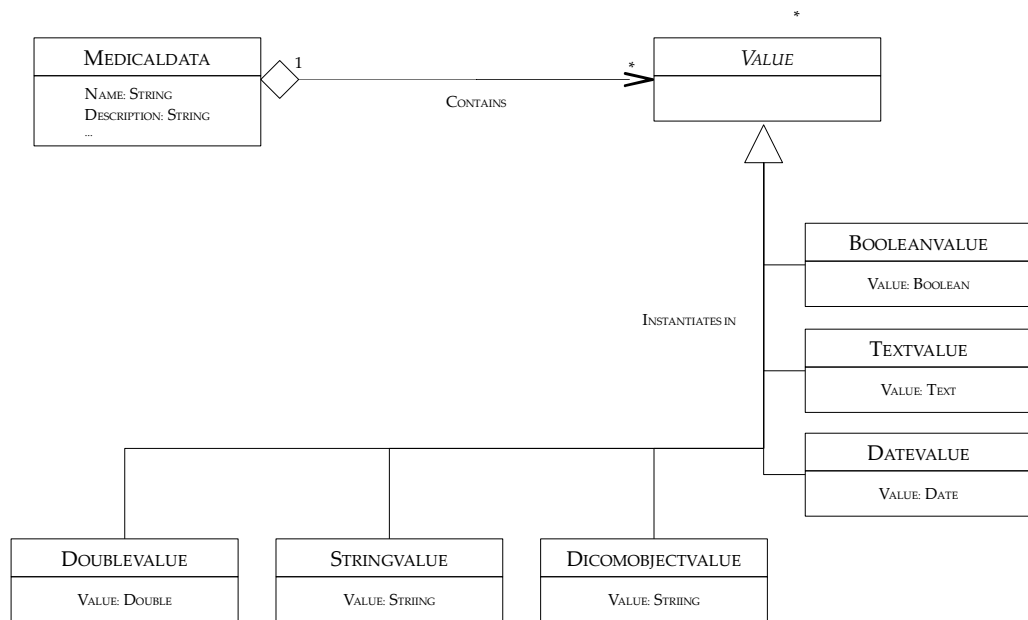 *
MEDICALDATA
NAME: STRING
DESCRIPTION: STRING
...
1
*
CONTAINS
VALUE
BOOLEANVALUE
VALUE: BOOLEAN
INSTANTIATES IN
TEXTVALUE
VALUE: TEXT
DATEVALUE
VALUE: DATE
DOUBLEVALUE
VALUE: DOUBLE
STRINGVALUE
VALUE: STRIING
DICOMOBJECTVALUE
VALUE: STRIING